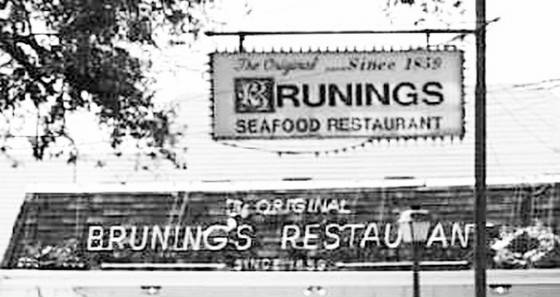 The Original ....Since 1859
BRUNINGS
SEAFOOD RESTAURANT
The ORIGINAL
BRUNING'S RESTAURANT
SINCE 1859